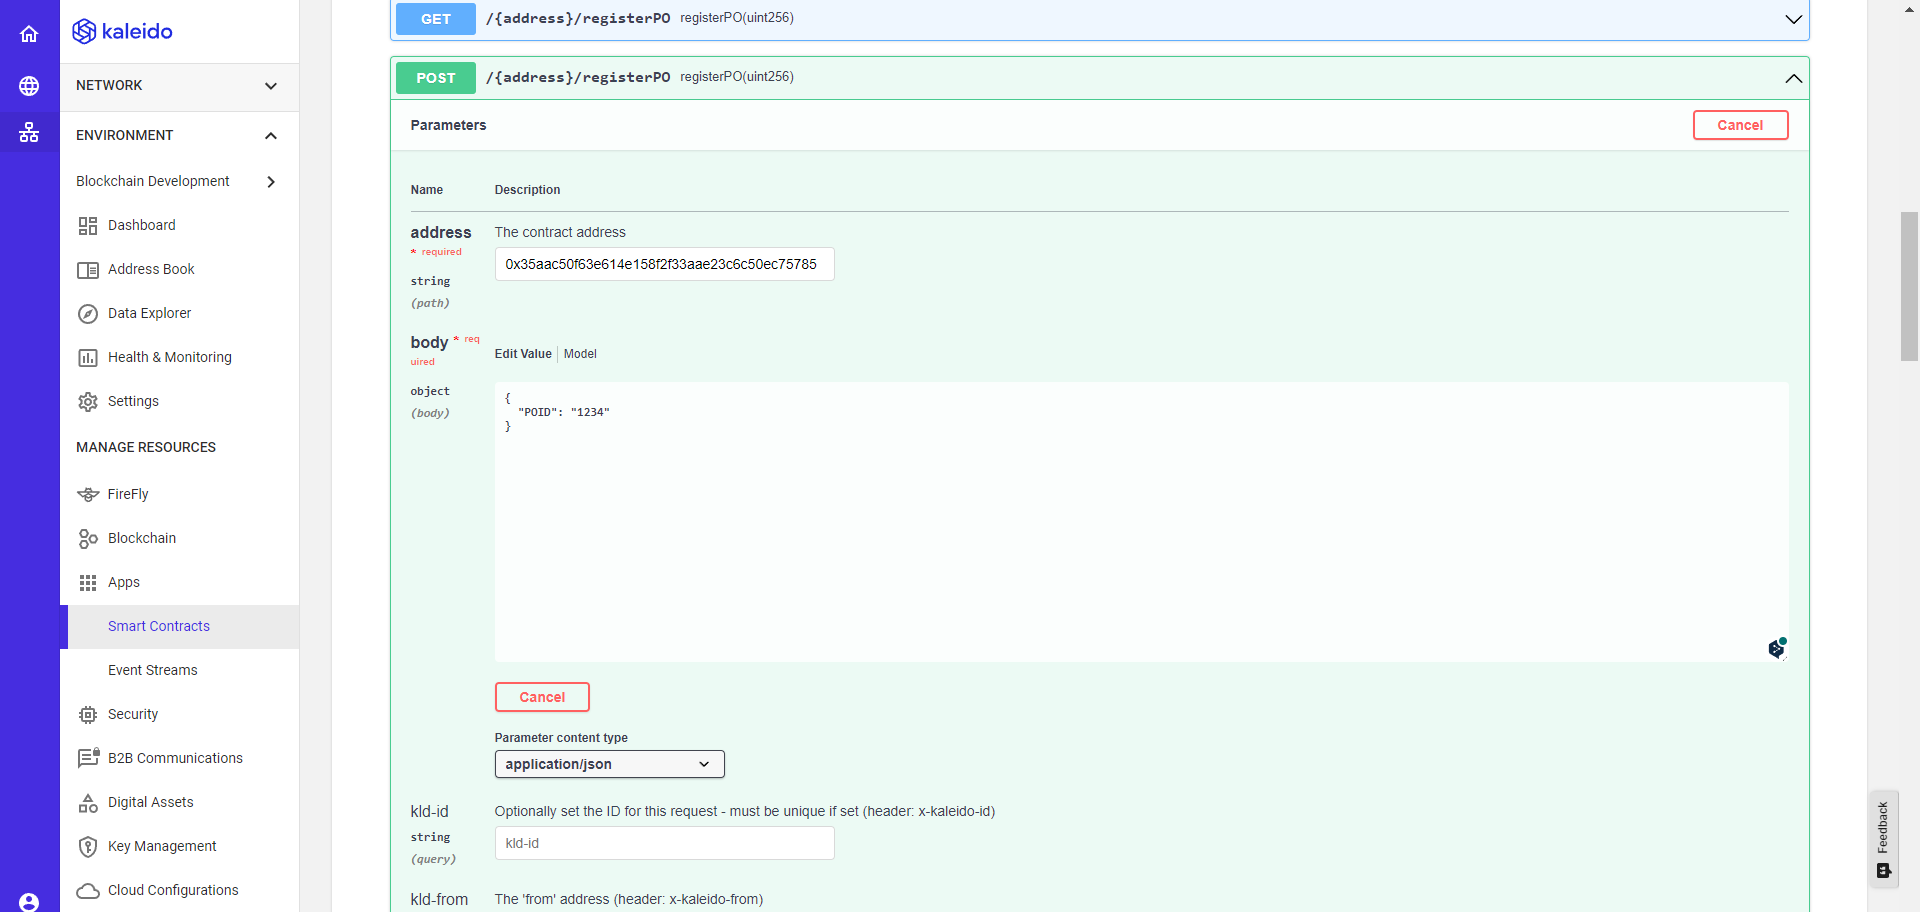 kaleido
NETWORK
ENVIRONMENT
Blockchain Development
Dashboard
Address Book
Data Explorer
Health & Monitoring
Settings
MANAGE RESOURCES
FireFly
Blockchain
Apps
Smart Contracts
Event Streams
Security
B2B Communications
Digital Assets
Key Management
Cloud Configurations
GET /{address}/registerPO registerPO(uint256)
POST /{address}/registerPO registerPO(uint256)
Parameters Cancel
Name Description
address The contract address
* required
0x35aac50f63e614e158f2f33aae23c6c50ec75785
string
(path)
body * req
uired
Edit Value Model
object
(body)
{
"POID": "1234"
}
Cancel
Parameter content type
application/json
kld-id Optionally set the ID for this request - must be unique if set (header: x-kaleido-id)
string
kld-id
(query)
kld-from The 'from' address (header: x-kaleido-from)
Feedback